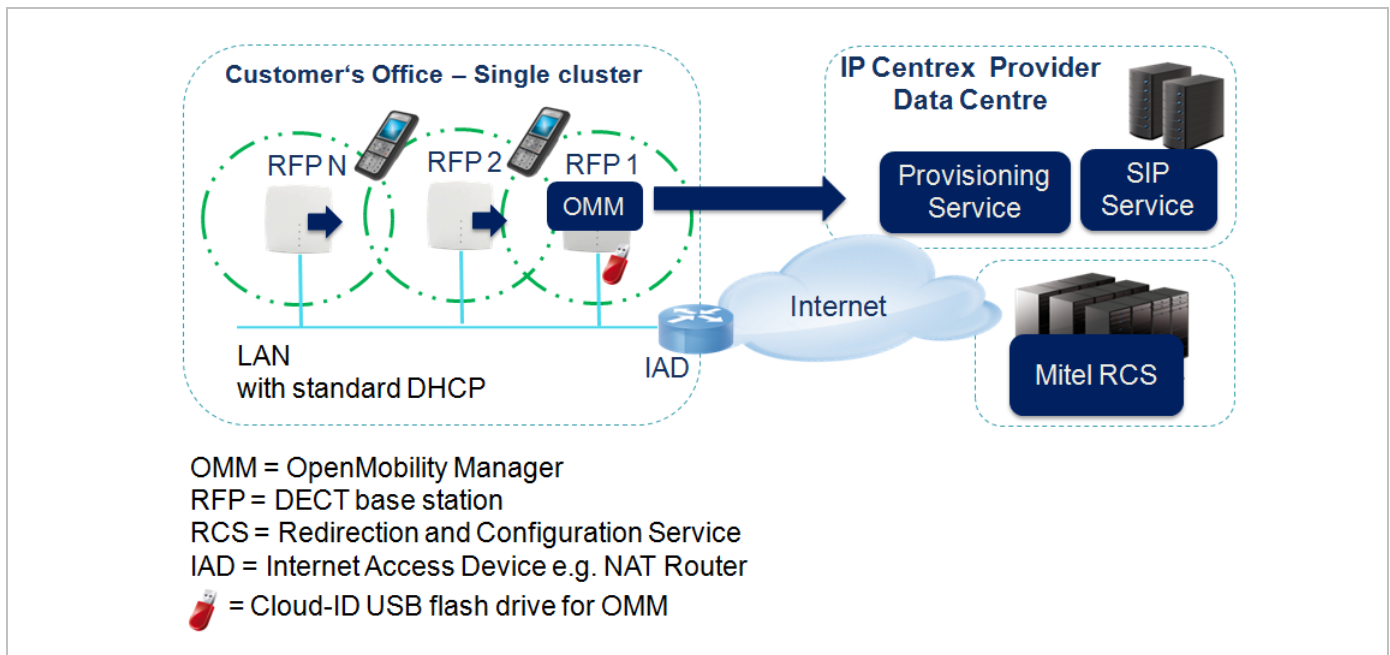 Customer‘s Office – Single cluster
IP Centrex Provider
Data Centre
RFP N
RFP 2
RFP 1
OMM
Provisioning
Service
SIP
Service
Internet
LAN
with standard DHCP
IAD
Mitel RCS
OMM = OpenMobility Manager
RFP = DECT base station
RCS = Redirection and Configuration Service
IAD = Internet Access Device e.g. NAT Router
= Cloud-ID USB flash drive for OMM